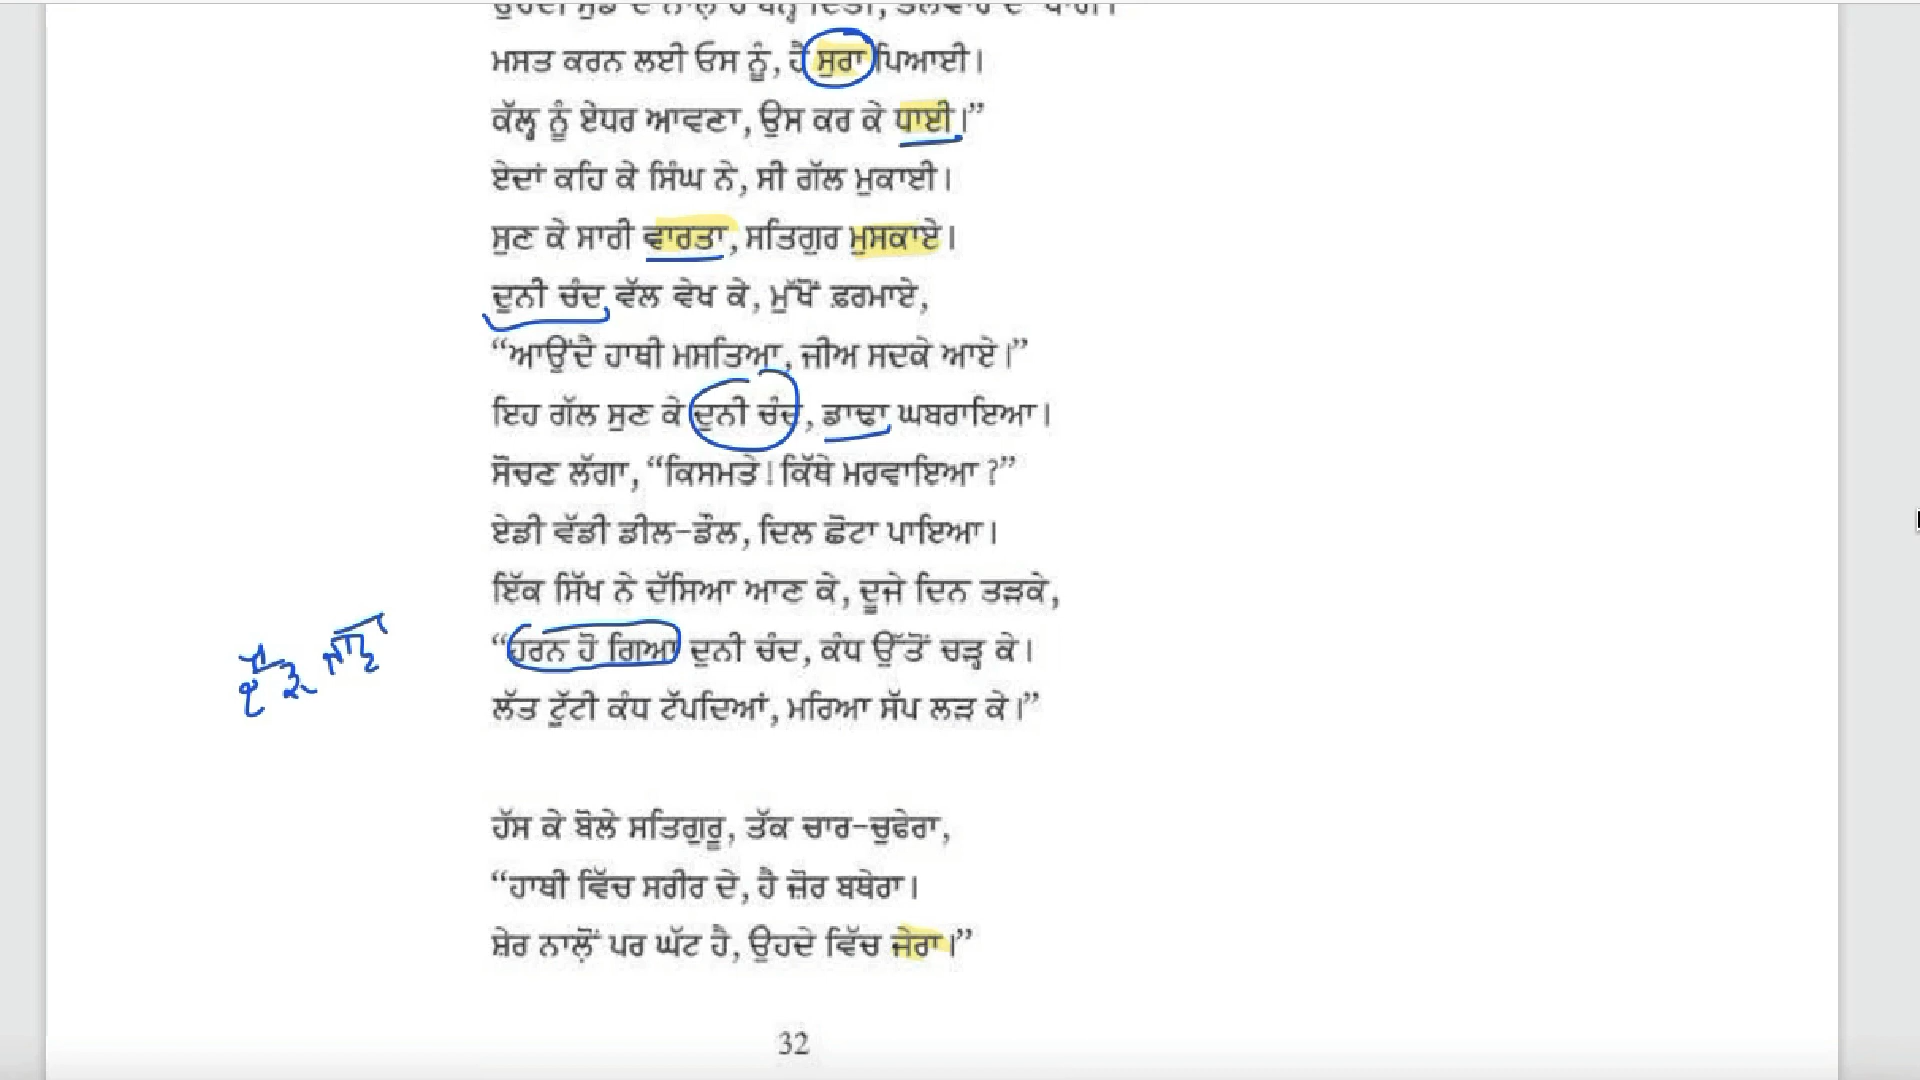 ਮਸਤ ਕਰਨ ਲਈ ਓਸ ਨੂੰ, ਹੈ ਸੁਰਾ ਪਿਆਈ।
ਕੱਲ੍ਹ ਨੂੰ ਏਧਰ ਆਵਣਾ, ਉਸ ਕਰ ਕੇ ਧਾਈ।”
ਏਦਾਂ ਕਹਿ ਕੇ ਸਿੰਘ ਨੇ, ਸੀ ਗੱਲ ਮੁਕਾਈ।
ਸੁਣ ਕੇ ਸਾਰੀ ਵਾਰਤਾ, ਸਤਿਗੁਰ ਮੁਸਕਾਏ।
ਦੁਨੀ ਚੰਦ ਵੱਲ ਵੇਖ ਕੇ, ਮੁੱਖੋਂ ਫ਼ਰਮਾਏ,
“ਆਉਂਦੈ ਹਾਥੀ ਮਸਤਿਆ, ਜੀਅ ਸਦਕੇ ਆਏ।”
ਇਹ ਗੱਲ ਸੁਣ ਕੇ ਦੁਨੀ ਚੰਦ, ਡਾਢਾ ਘਬਰਾਇਆ।
ਸੋਚਣ ਲੱਗਾ, “ਕਿਸਮਤੇ! ਕਿੱਥੇ ਮਰਵਾਇਆ ?”
ਏਡੀ ਵੱਡੀ ਡੀਲ-ਡੌਲ, ਦਿਲ ਛੋਟਾ ਪਾਇਆ।
ਇੱਕ ਸਿੱਖ ਨੇ ਦੱਸਿਆ ਆਣ ਕੇ, ਦੂਜੇ ਦਿਨ ਤੜਕੇ,
“ਹਰਨ ਹੋ ਗਿਆ ਦੁਨੀ ਚੰਦ, ਕੰਧ ਉੱਤੋਂ ਚੜ੍ਹ ਕੇ।
ਲੱਤ ਟੁੱਟੀ ਕੰਧ ਟੱਪਦਿਆਂ, ਮਰਿਆ ਸੱਪ ਲੜ ਕੇ।”
ਹੱਸ ਕੇ ਬੋਲੇ ਸਤਿਗੁਰੂ, ਤੱਕ ਚਾਰ-ਚੁਫੇਰਾ,
“ਹਾਥੀ ਵਿੱਚ ਸਰੀਰ ਦੇ, ਹੈ ਜ਼ੋਰ ਬਥੇਰਾ।
ਸ਼ੇਰ ਨਾਲ਼ੋਂ ਪਰ ਘੱਟ ਹੈ, ਉਹਦੇ ਵਿੱਚ ਜੇਰਾ।”
32